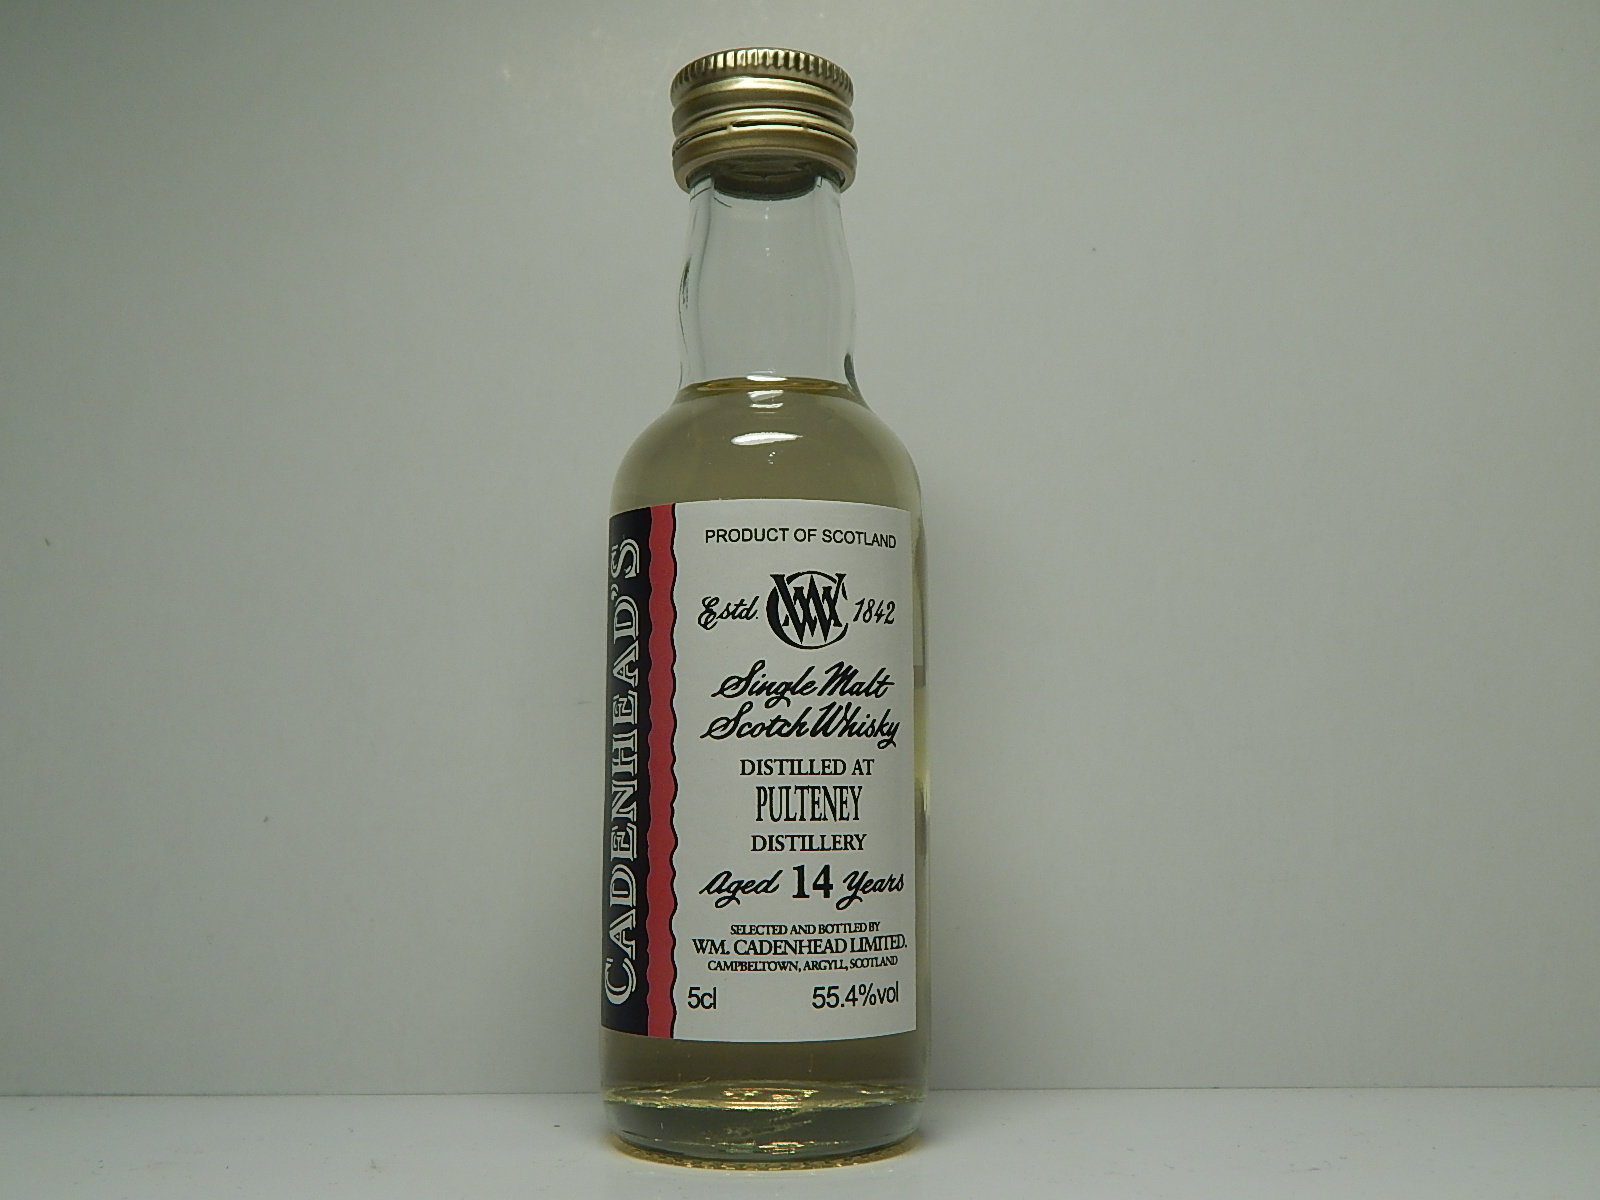 CADENHEAD'S
PRODUCT OF SCOTLAND
Estd. WC 1842
Single Malt
Scotch Whisky
DISTILLED AT
PULTENEY
DISTILLERY
Aged 14 Years
SELECTED AND BOTTLED BY
WM. CADENHEAD LIMITED.
CAMPBELTOWN, ARGYLL, SCOTLAND
5cl 55.4%vol